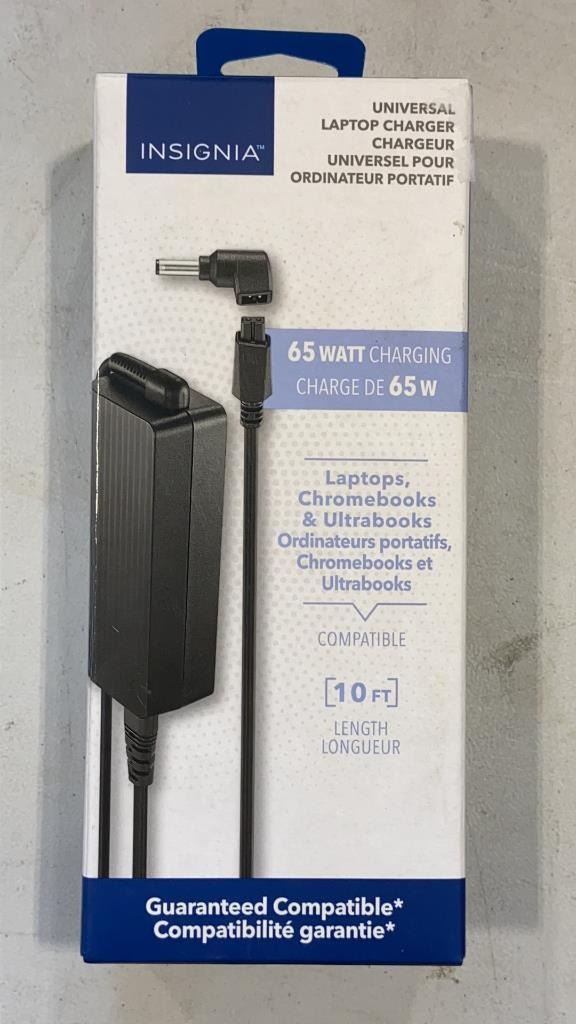 INSIGNIA™
UNIVERSAL
LAPTOP CHARGER
CHARGEUR
UNIVERSEL POUR
ORDINATEUR PORTATIF
65 WATT CHARGING
CHARGE DE 65 W
Laptops,
Chromebooks
& Ultrabooks
Ordinateurs portatifs,
Chromebooks et
Ultrabooks
COMPATIBLE
[10 FT]
LENGTH
LONGUEUR
Guaranteed Compatible*
Compatibilité garantie*